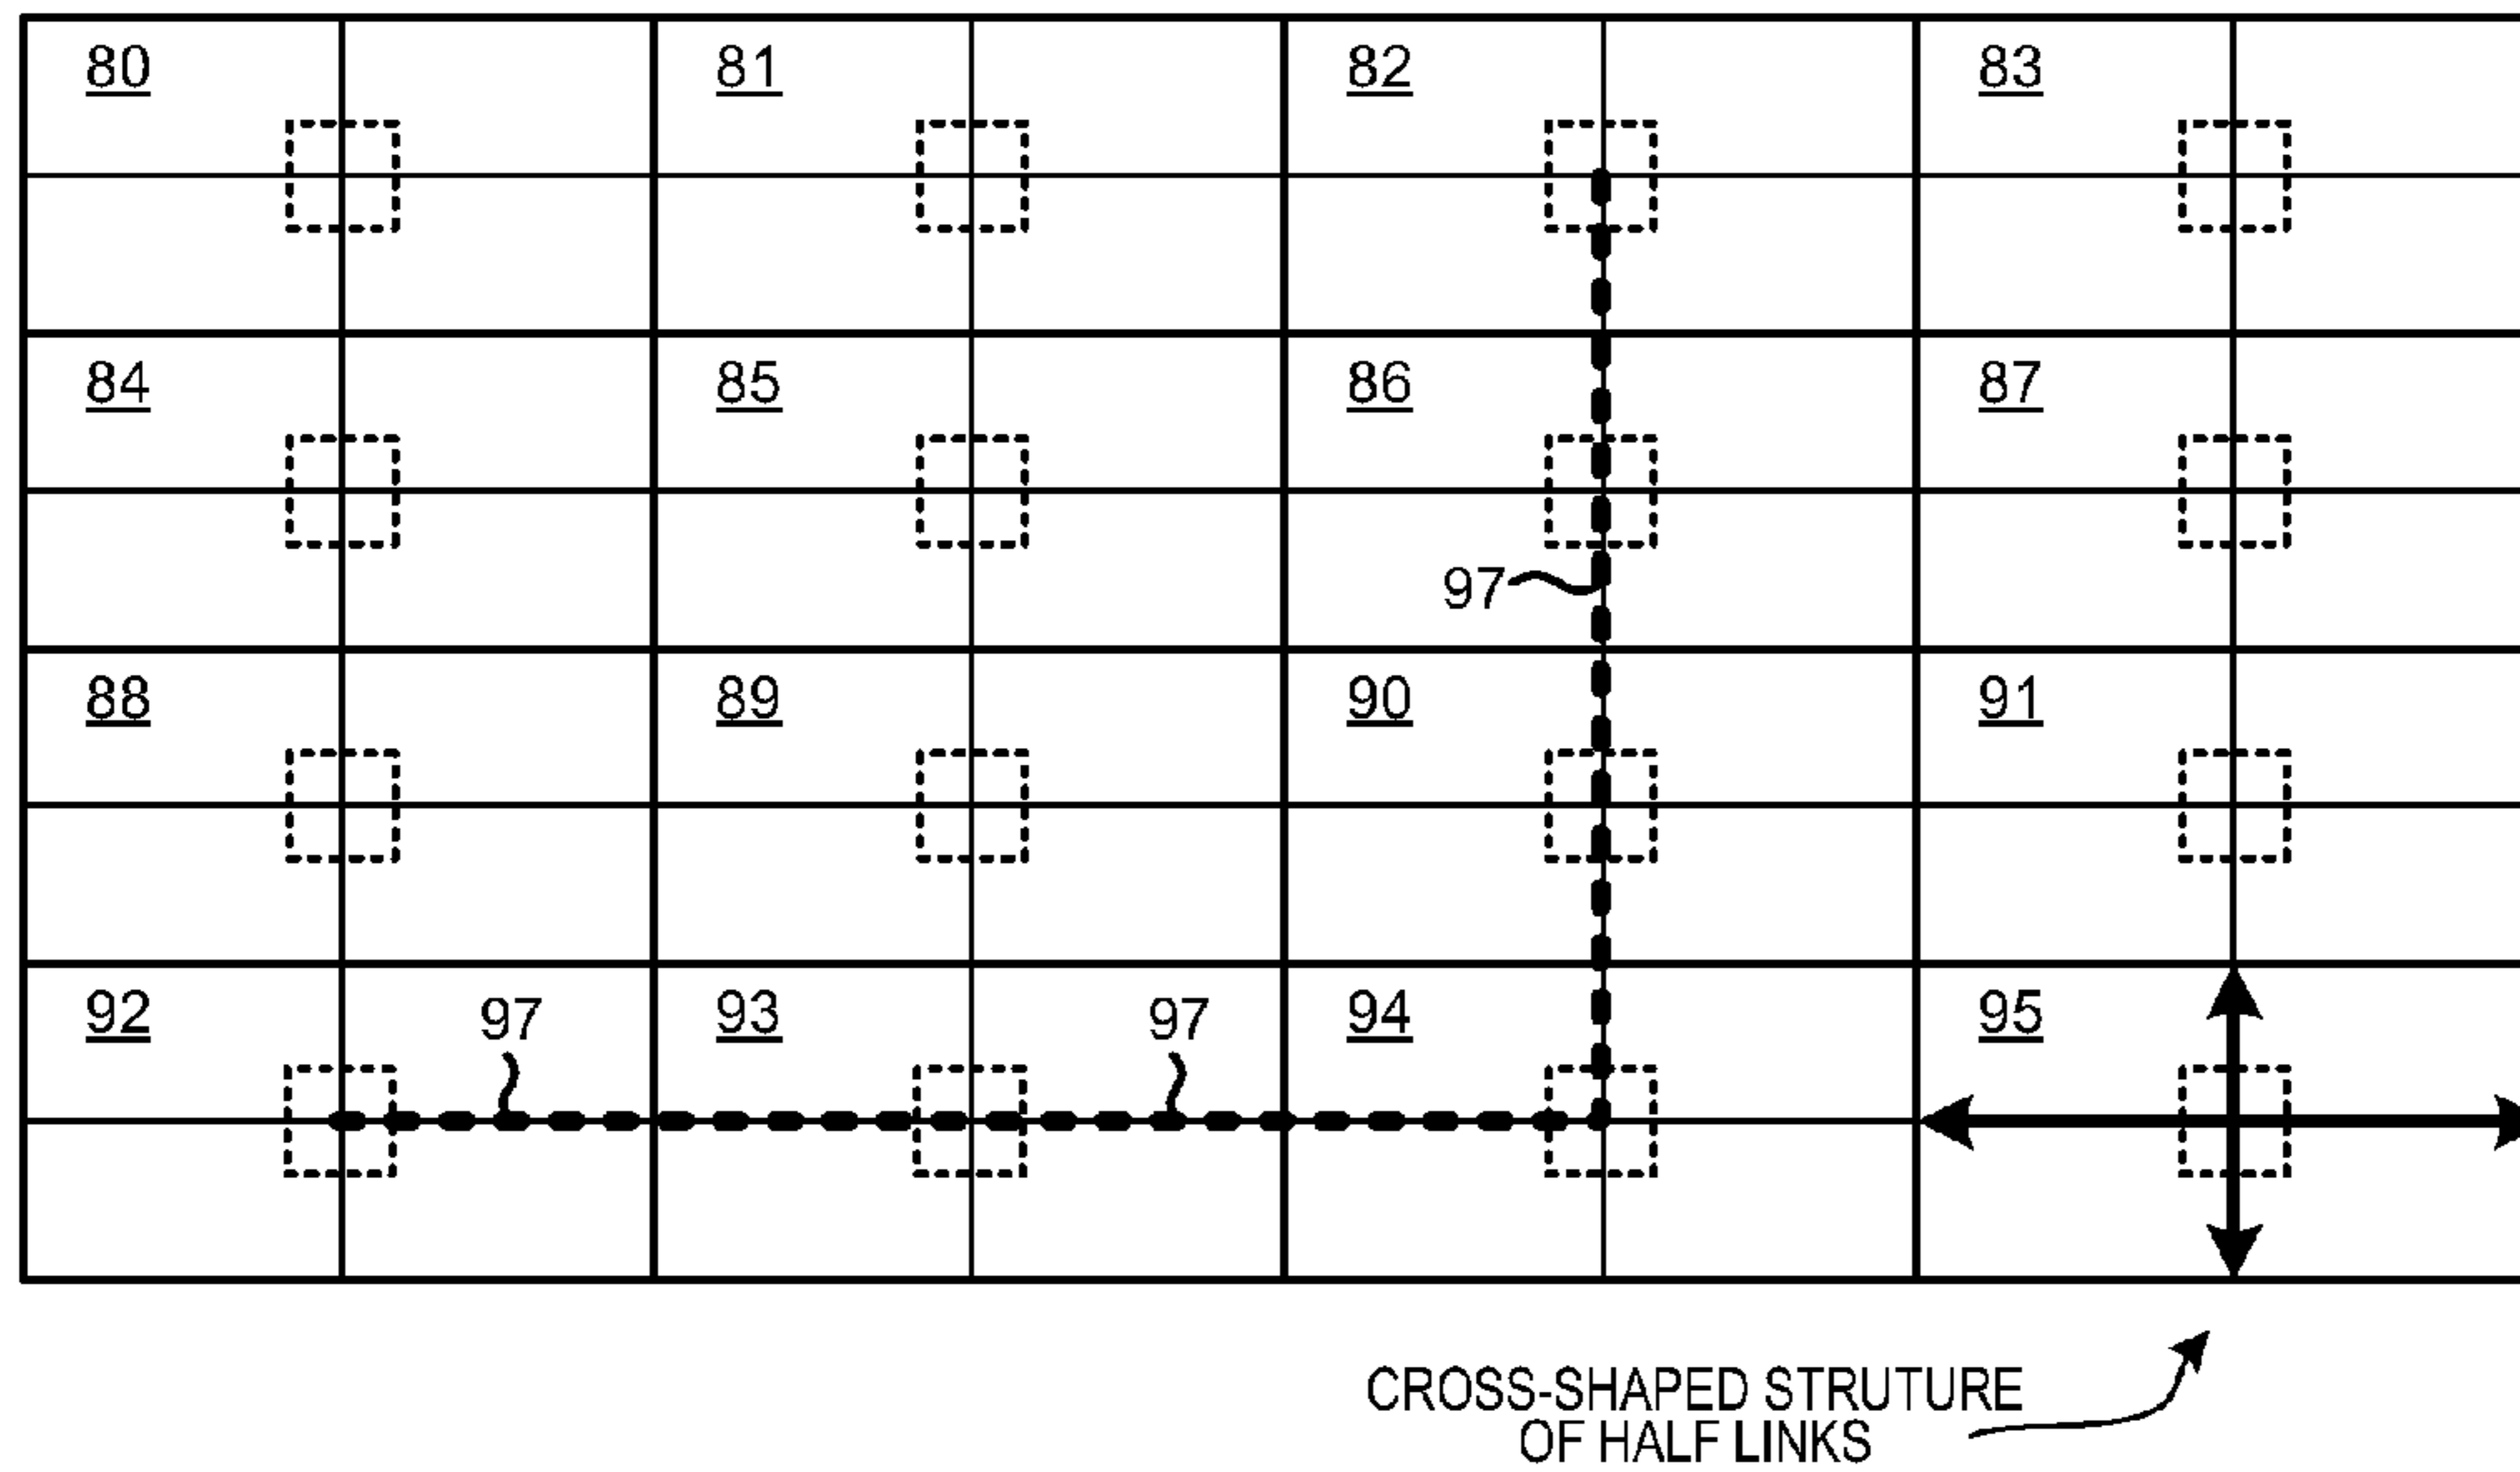 80 81 82 83
84 85 86 87
97
88 89 90 91
92 97 93 97 94 95
CROSS-SHAPED STRUTURE
OF HALF LINKS